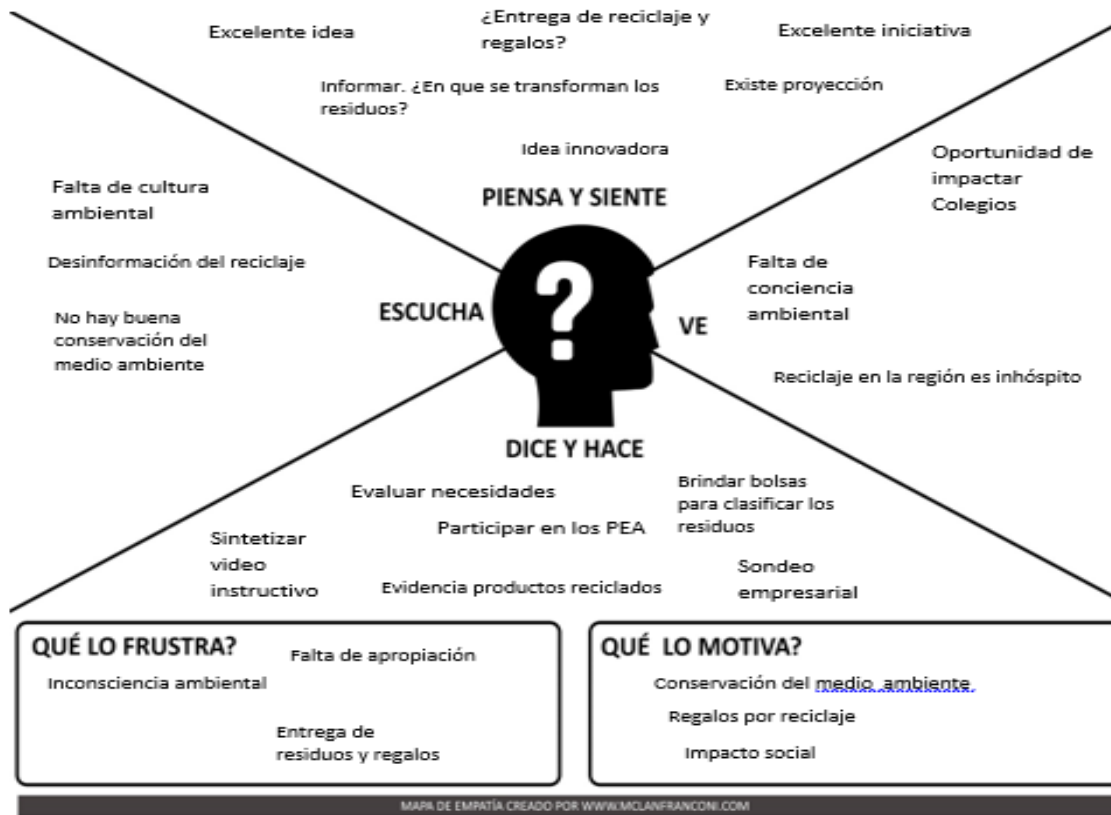 Excelente idea
¿Entrega de reciclaje y
regalos?
Excelente iniciativa
Informar. ¿En que se transforman los
residuos?
Existe proyección
Idea innovadora
PIENSA Y SIENTE
Falta de cultura
ambiental
Desinformación del reciclaje
No hay buena
conservación del
medio ambiente
ESCUCHA
?
VE
Oportunidad de
impactar
Colegios
Falta de
conciencia
ambiental
Reciclaje en la región es inhóspito
DICE Y HACE
Evaluar necesidades
Brindar bolsas
para clasificar los
residuos
Participar en los PEA
Sintetizar
video
instructivo
Evidencia productos reciclados
Sondeo
empresarial
QUÉ LO FRUSTRA?
Falta de apropiación
Inconsciencia ambiental
Entrega de
residuos y regalos
QUÉ LO MOTIVA?
Conservación del medio ambiente
Regalos por reciclaje
Impacto social
MAPA DE EMPATÍA CREADO POR WWW.MCLANFRANCONI.COM